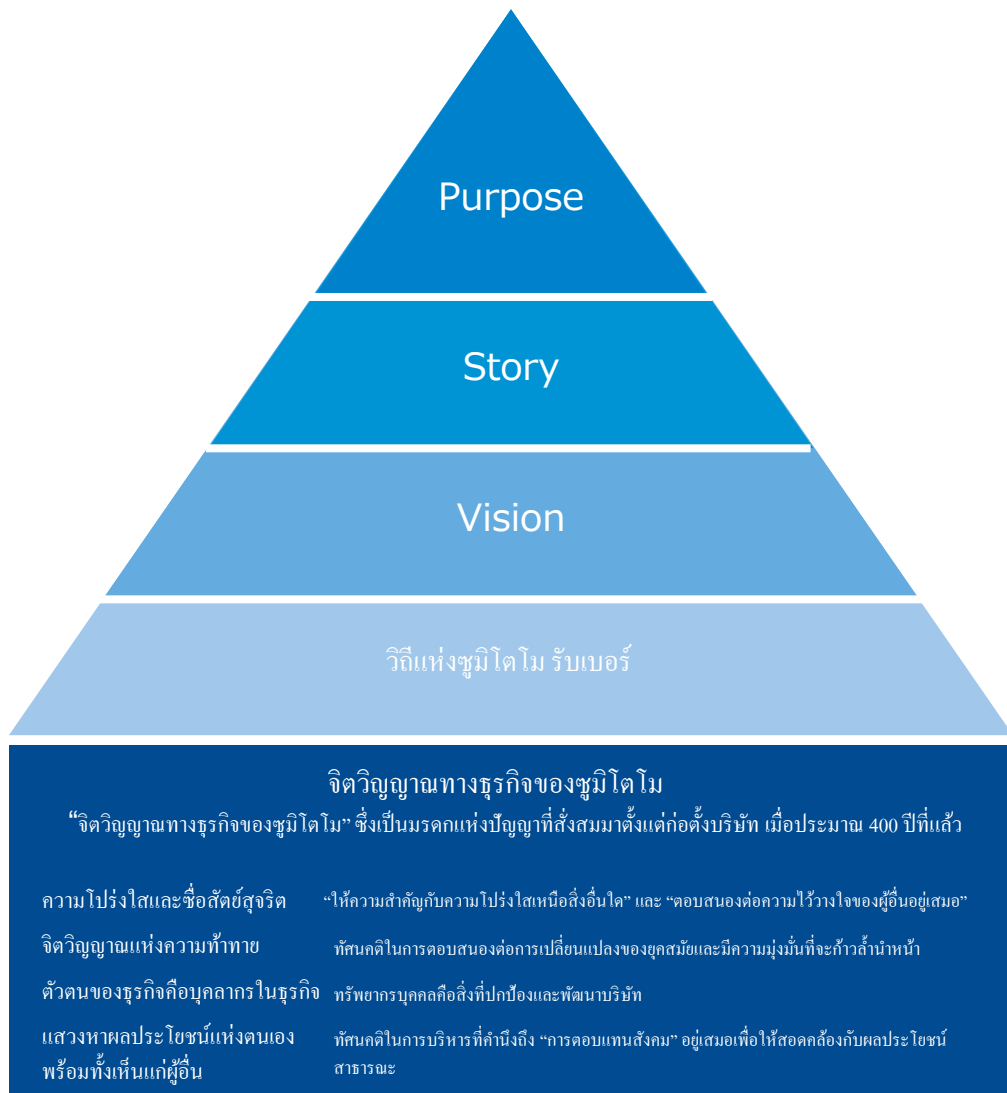 Purpose
Story
Vision
วิถีแห่งซูมิโตโม รับเบอร์
จิตวิญญาณทางธุรกิจของซูมิโตโม
“จิตวิญญาณทางธุรกิจของซูมิโตโม” ซึ่งเป็นมรดกแห่งปัญญาที่สั่งสมมาตั้งแต่ก่อตั้งบริษัท เมื่อประมาณ 400 ปีที่แล้ว
ความโปร่งใสและซื่อสัตย์สุจริต “ให้ความสำคัญกับความโปร่งใสเหนือสิ่งอื่นใด” และ “ตอบสนองต่อความไว้วางใจของผู้อื่นอยู่เสมอ”
จิตวิญญาณแห่งความท้าทาย ทัศนคติในการตอบสนองต่อการเปลี่ยนแปลงของยุคสมัยและมีความมุ่งมั่นที่จะก้าวล้ำนำหน้า
ตัวตนของธุรกิจคือบุคลากรในธุรกิจ ทรัพยากรบุคคลคือสิ่งที่ปกป้องและพัฒนาบริษัท
แสวงหาผลประโยชน์แห่งตนเอง
พร้อมทั้งเห็นแก่ผู้อื่น
ทัศนคติในการบริหารที่คำนึงถึง “การตอบแทนสังคม” อยู่เสมอเพื่อให้สอดคล้องกับผลประโยชน์
สาธารณะ